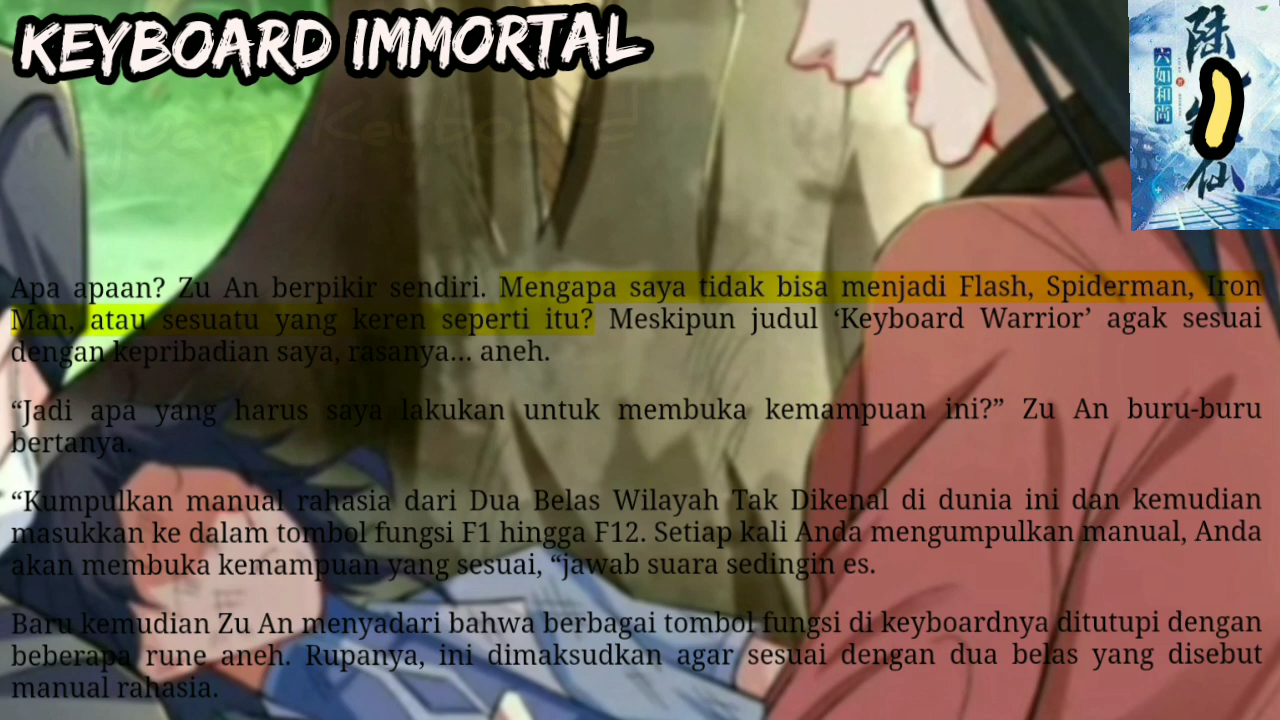 KEYBOARD IMMORTAL
陆
仙
六如和尚
Apa apaan? Zu An berpikir sendiri. Mengapa saya tidak bisa menjadi Flash, Spiderman, Iron
Man, atau sesuatu yang keren seperti itu? Meskipun judul ‘Keyboard Warrior’ agak sesuai
dengan kepribadian saya, rasanya... aneh.
“Jadi apa yang harus saya lakukan untuk membuka kemampuan ini?” Zu An buru-buru
bertanya.
“Kumpulkan manual rahasia dari Dua Belas Wilayah Tak Dikenal di dunia ini dan kemudian
masukkan ke dalam tombol fungsi F1 hingga F12. Setiap kali Anda mengumpulkan manual, Anda
akan membuka kemampuan yang sesuai, “jawab suara sedingin es.
Baru kemudian Zu An menyadari bahwa berbagai tombol fungsi di keyboardnya ditutupi dengan
beberapa rune aneh. Rupanya, ini dimaksudkan agar sesuai dengan dua belas yang disebut
manual rahasia.